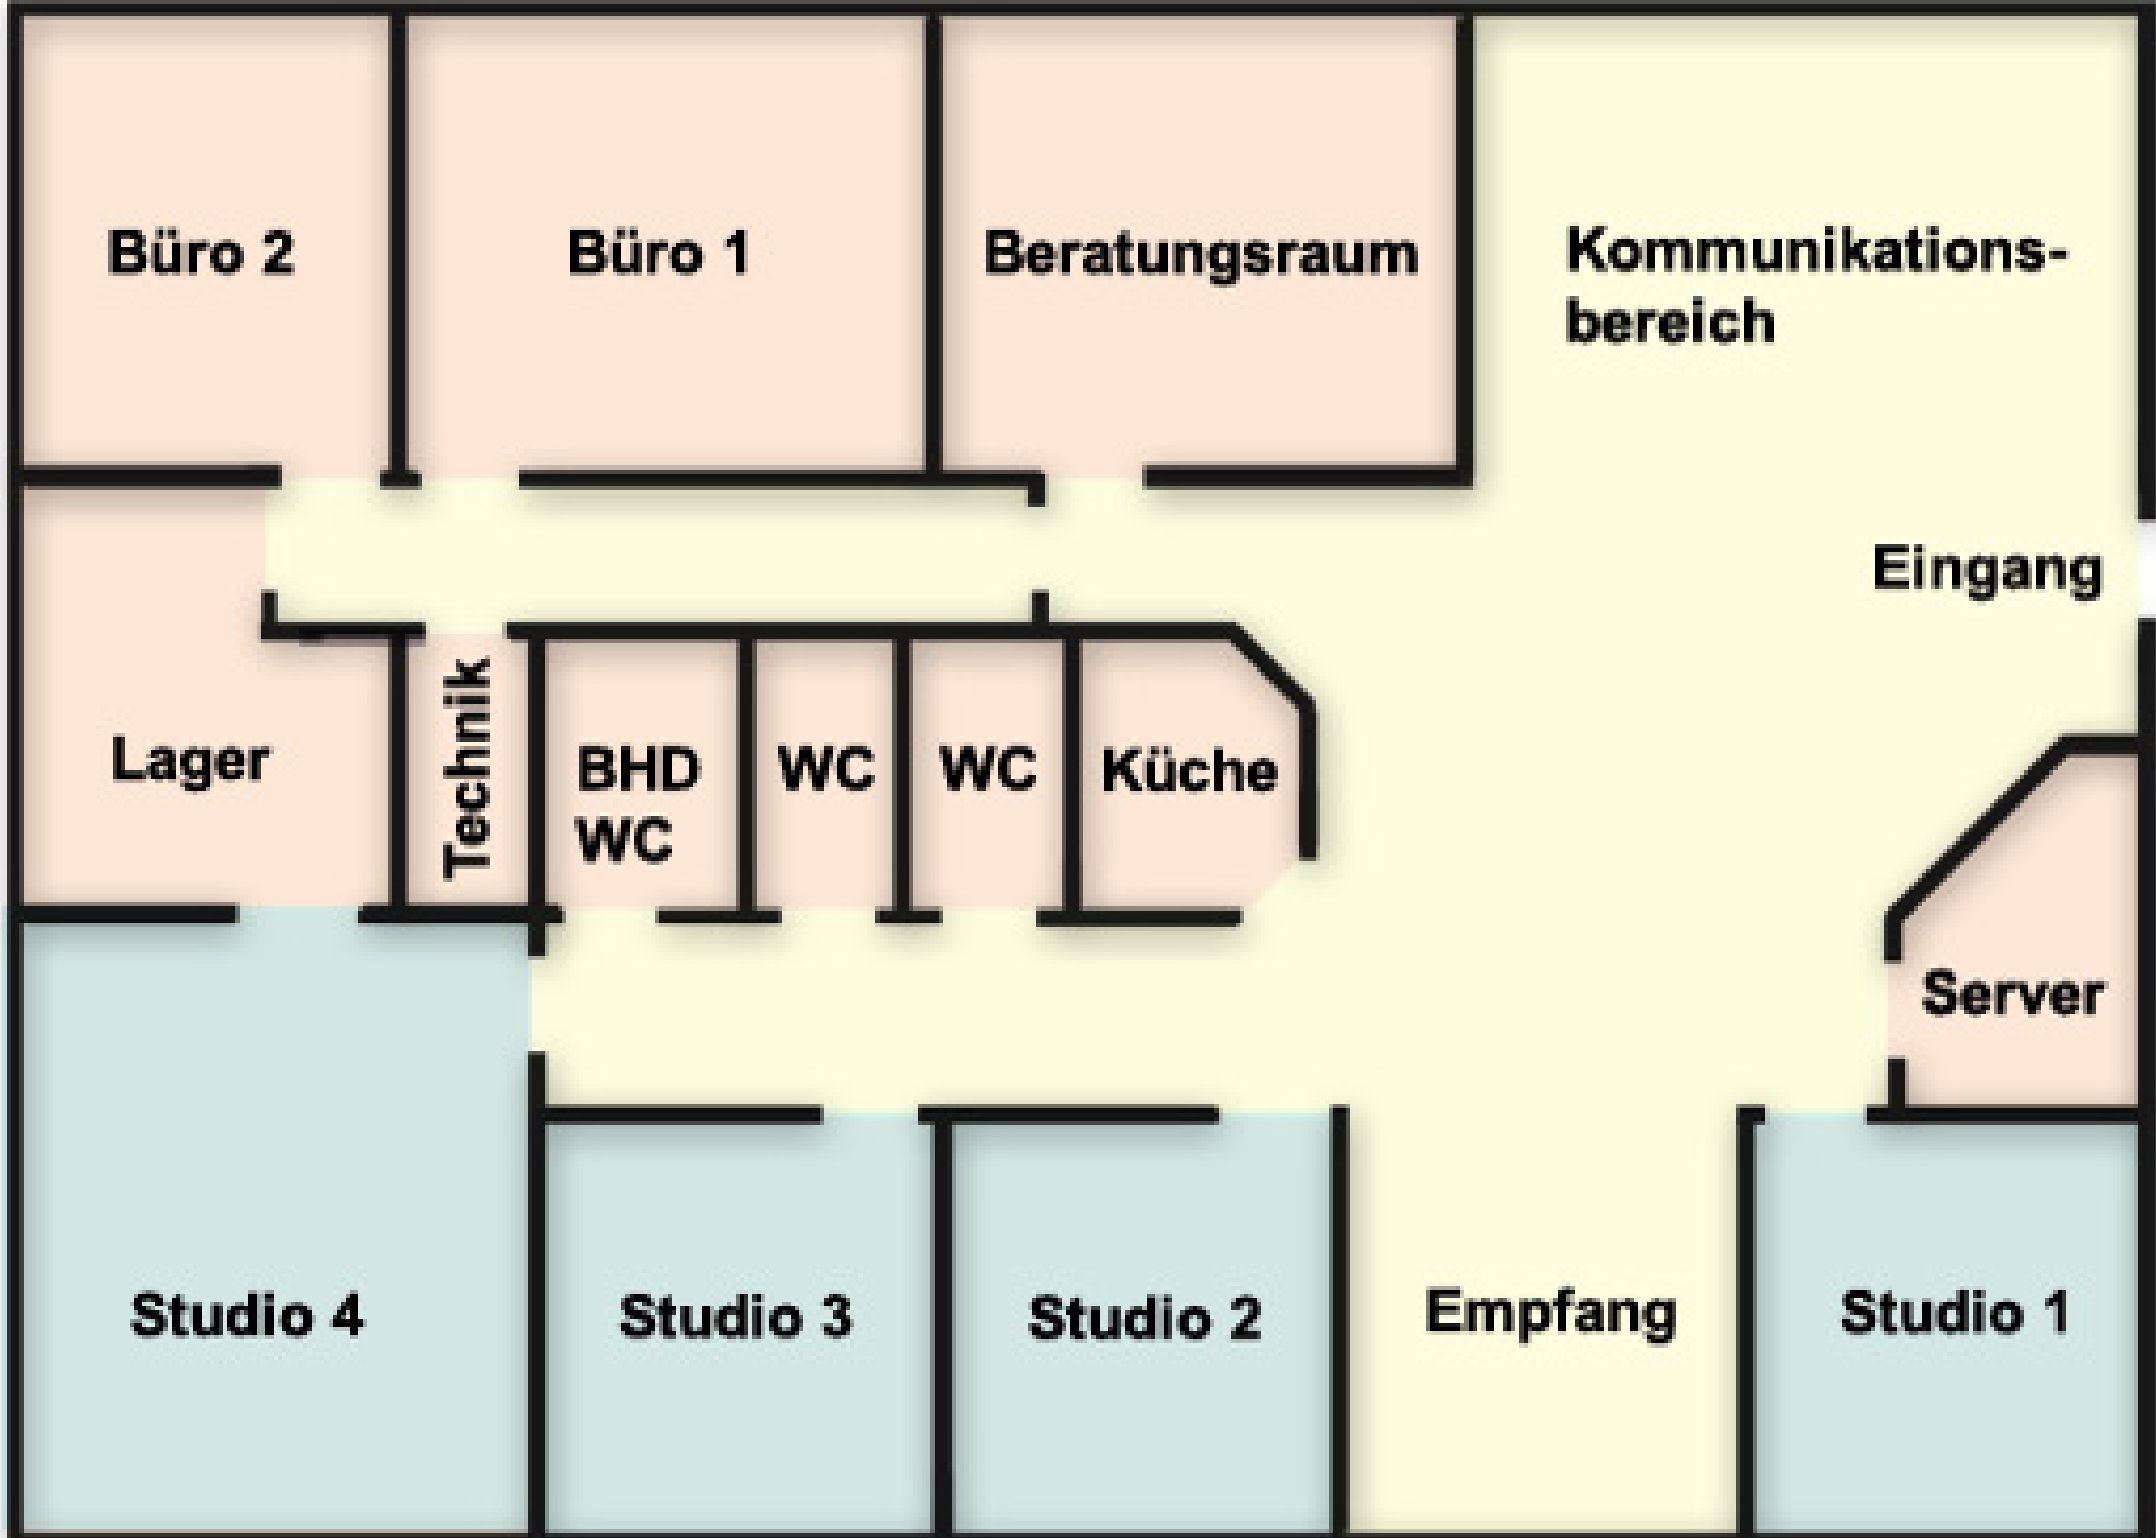 Büro 2
Büro 1
Beratungsraum
Kommunikations-
bereich
Eingang
Lager
Technik
BHD
WC
WC
WC
Küche
Server
Studio 4
Studio 3
Studio 2
Empfang
Studio 1